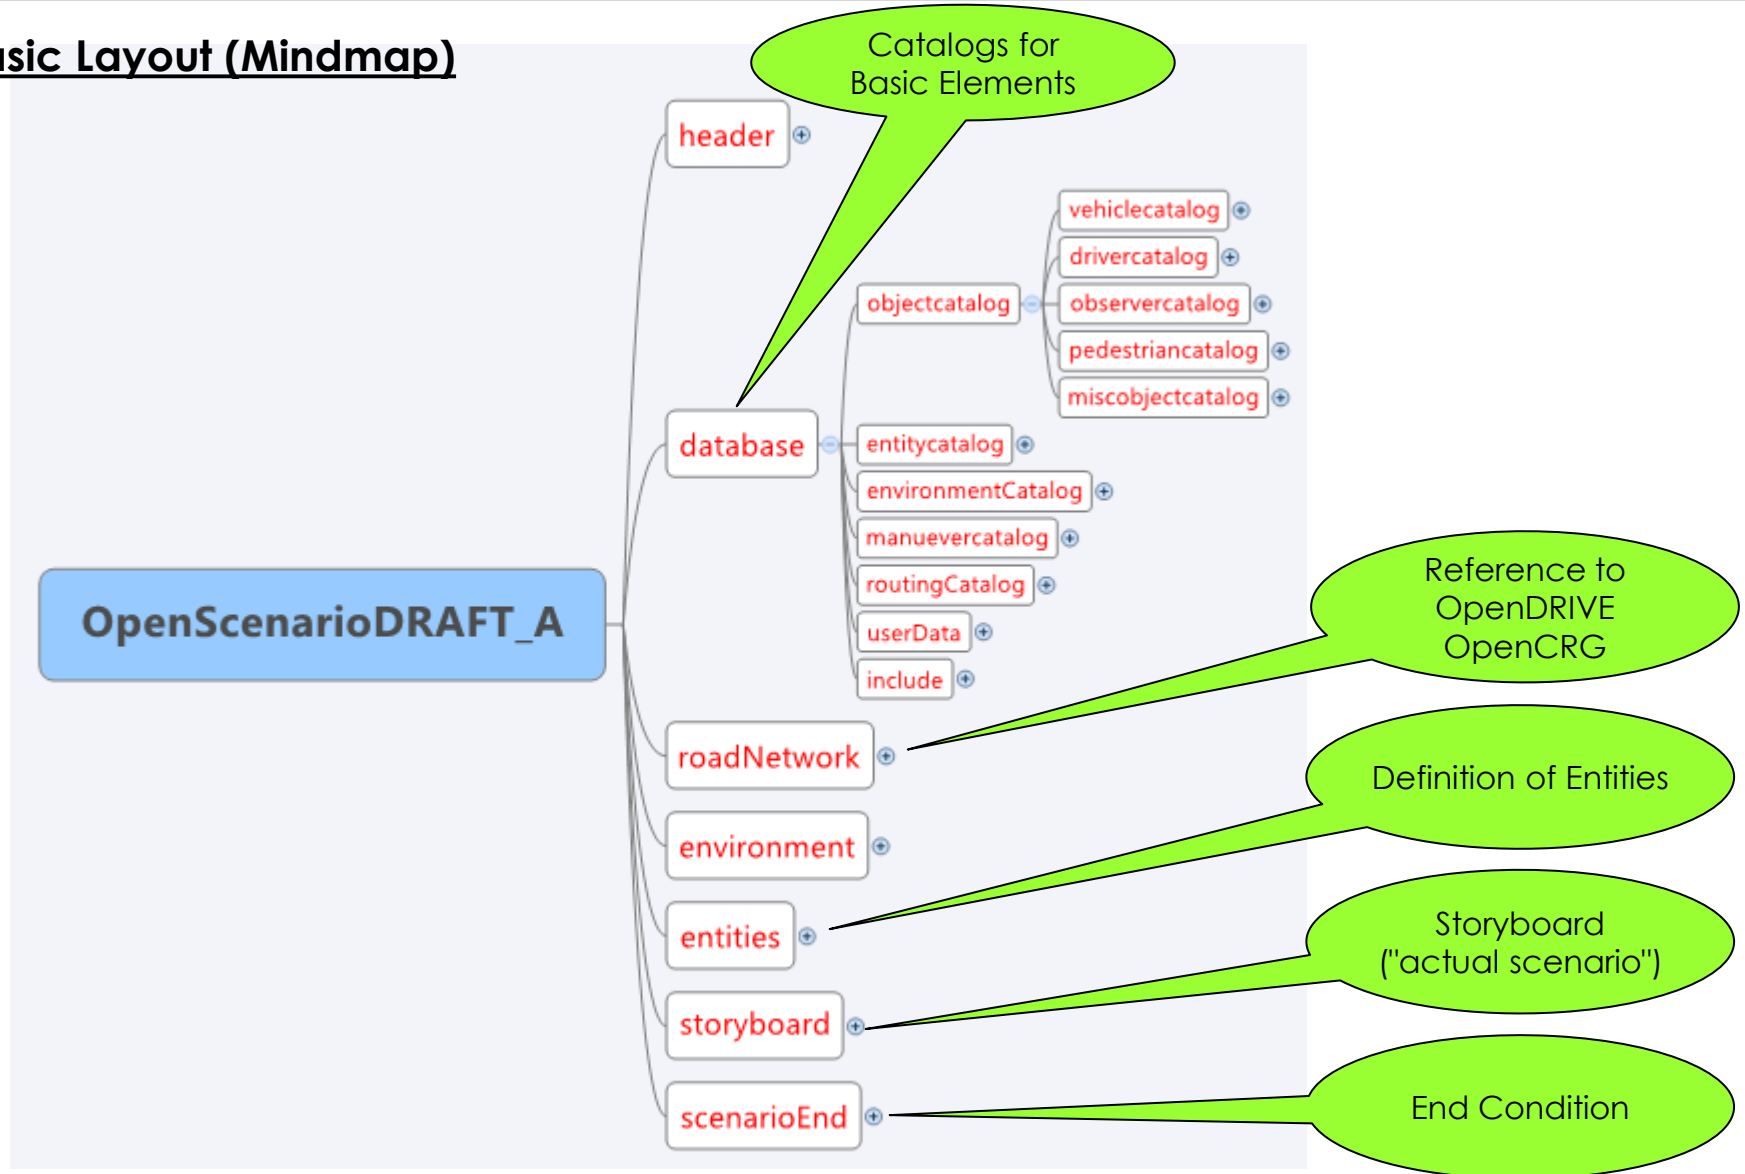 sic Layout (Mindmap)
Catalogs for
Basic Elements
header
vehiclecatalog
drivercatalog
objectcatalog
observercatalog
pedestriancatalog
miscobjectcatalog
database
entitycatalog
environmentCatalog
manuevercatalog
routingCatalog
userData
include
OpenScenarioDRAFT_A
Reference to
OpenDRIVE
OpenCRG
roadNetwork
Definition of Entities
environment
entities
Storyboard
("actual scenario")
storyboard
End Condition
scenarioEnd